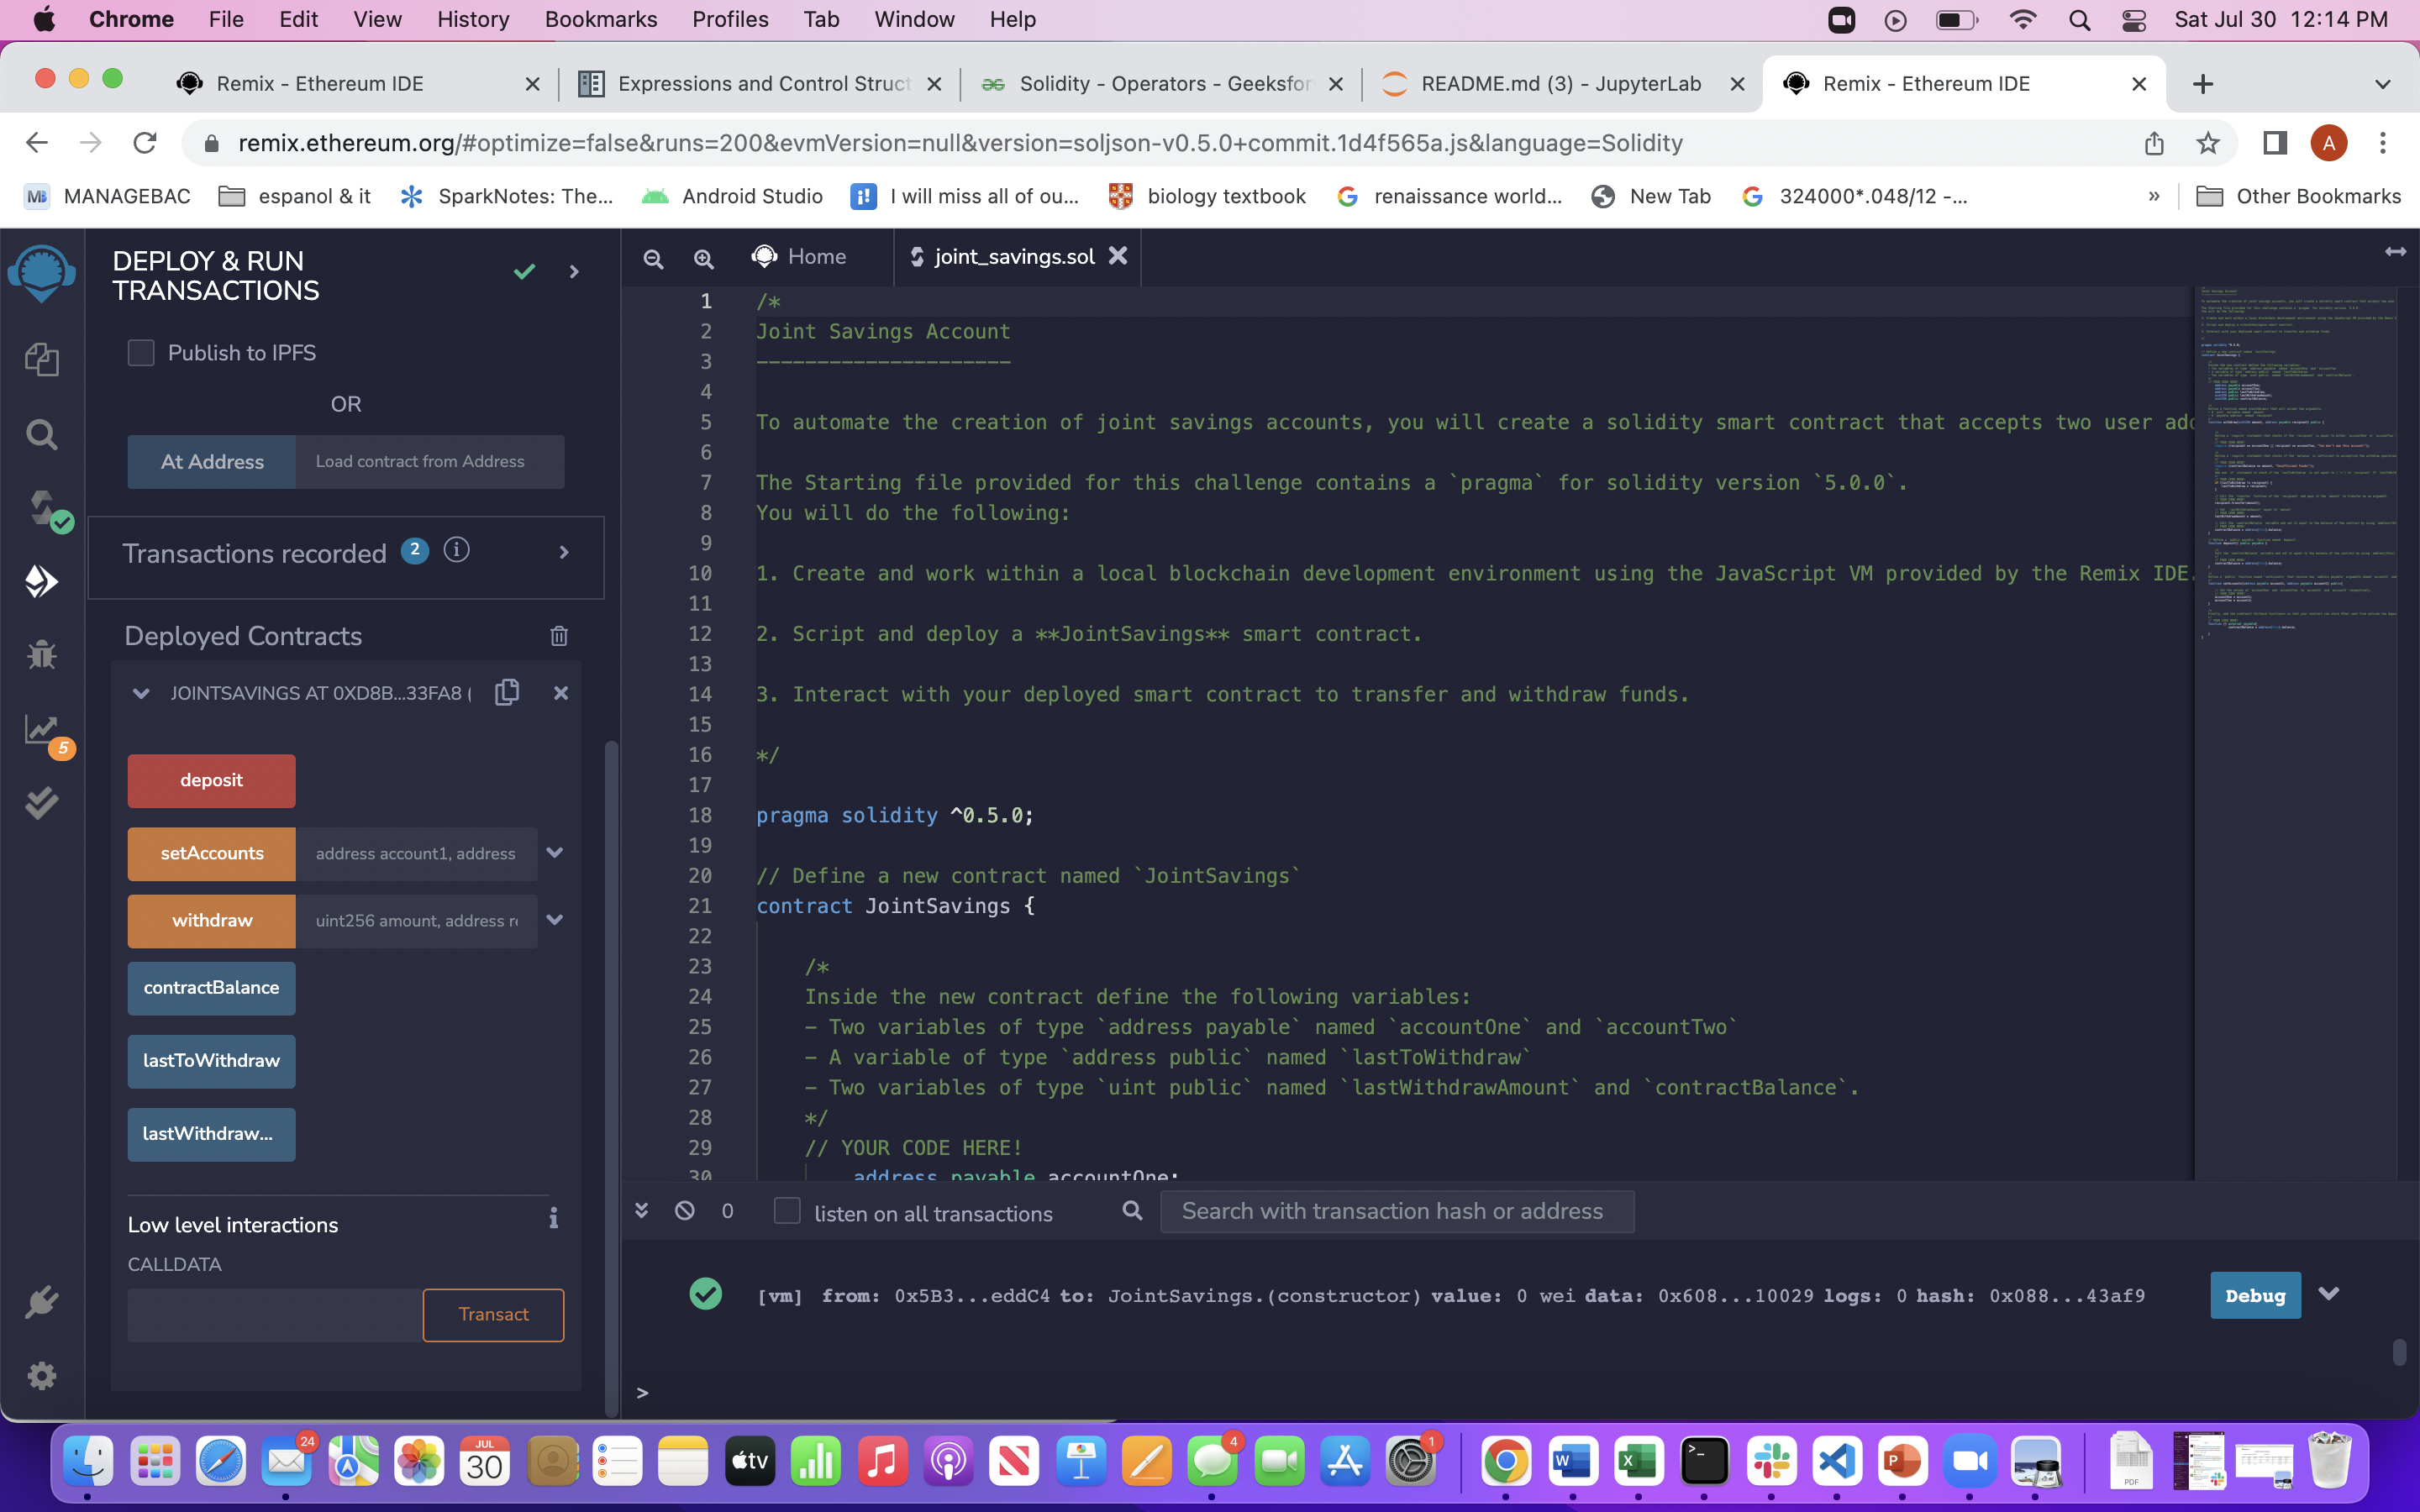 Chrome File Edit View History Bookmarks Profiles Tab Window Help Sat Jul 30 12:14 PM
Remix - Ethereum IDE
Expressions and Control Struct
Solidity - Operators - Geeksfor
README.md (3) - JupyterLab
Remix - Ethereum IDE
remix.ethereum.org/#optimize=false&runs=200&evmVersion=null&version=soljson-v0.5.0+commit.1d4f565a.js&language=Solidity
A
MANAGEBAC espanol & it SparkNotes: The... Android Studio I will miss all of ou... biology textbook renaissance world... New Tab 324000*.048/12 -... » Other Bookmarks
DEPLOY & RUN
TRANSACTIONS
Publish to IPFS
OR
At Address Load contract from Address
Transactions recorded 2
Deployed Contracts
JOINTSAVINGS AT 0XD8B...33FA8 (
5
deposit
setAccounts address account1, address
withdraw uint256 amount, address r
contractBalance
lastToWithdraw
lastWithdraw...
Low level interactions
CALLDATA
Transact
Home
joint_savings.sol
1 /*
2 Joint Savings Account
3 ---------------------
4
5 To automate the creation of joint savings accounts, you will create a solidity smart contract that accepts two user add
6
7 The Starting file provided for this challenge contains a `pragma` for solidity version `5.0.0`.
8 You will do the following:
9
10 1. Create and work within a local blockchain development environment using the JavaScript VM provided by the Remix IDE.
11
12 2. Script and deploy a **JointSavings** smart contract.
13
14 3. Interact with your deployed smart contract to transfer and withdraw funds.
15
16 */
17
18 pragma solidity ^0.5.0;
19
20 // Define a new contract named `JointSavings`
21 contract JointSavings {
22
23 /*
24 Inside the new contract define the following variables:
25 - Two variables of type `address payable` named `accountOne` and `accountTwo`
26 - A variable of type `address public` named `lastToWithdraw`
27 - Two variables of type `uint public` named `lastWithdrawAmount` and `contractBalance`.
28 */
29 // YOUR CODE HERE!
30 address payable accountOne;
0 listen on all transactions Search with transaction hash or address
[vm] from: 0x5B3...eddC4 to: JointSavings.(constructor) value: 0 wei data: 0x608...10029 logs: 0 hash: 0x088...43af9 Debug
>
24
JUL
30
tv
4
1
PDF